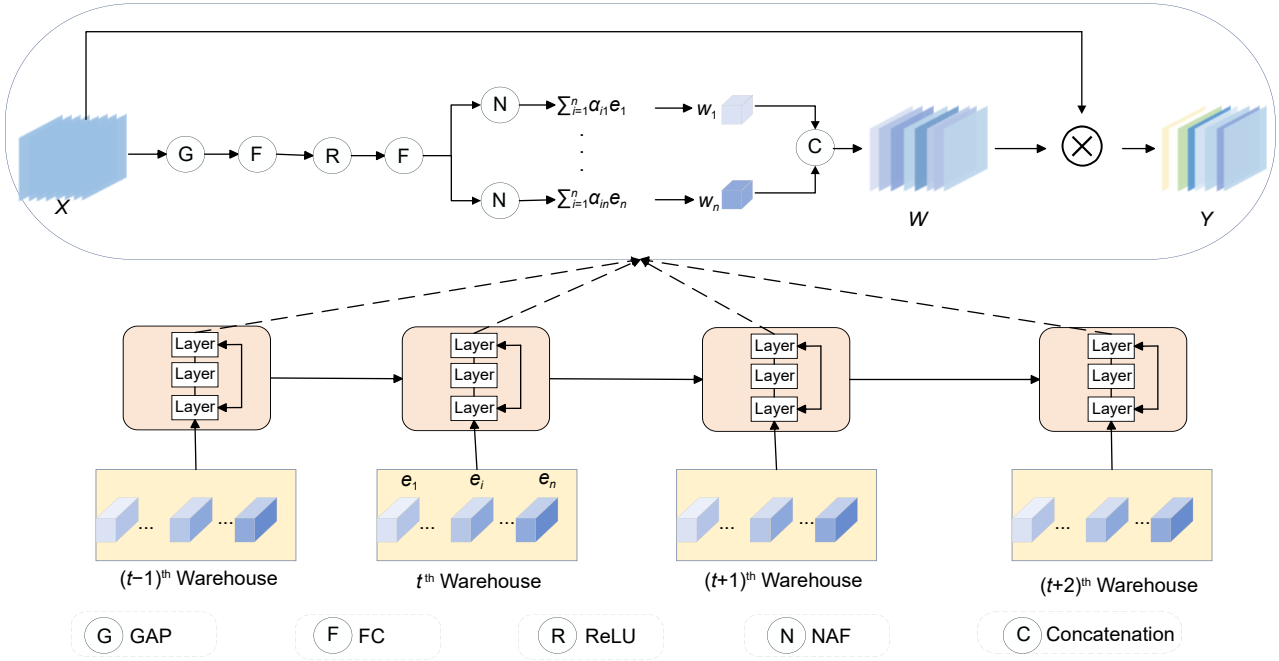 N ∑ⁿᵢ₌₁αᵢ₁e₁ w₁
X G F R F . . . C W Y
N ∑ⁿᵢ₌₁αᵢₙeₙ wₙ
Layer Layer Layer Layer
Layer Layer Layer Layer
Layer Layer Layer Layer
e₁ eᵢ eₙ
... ... ... ... ... ... ... ...
(t−1)ᵗʰ Warehouse tᵗʰ Warehouse (t+1)ᵗʰ Warehouse (t+2)ᵗʰ Warehouse
G GAP F FC R ReLU N NAF C Concatenation